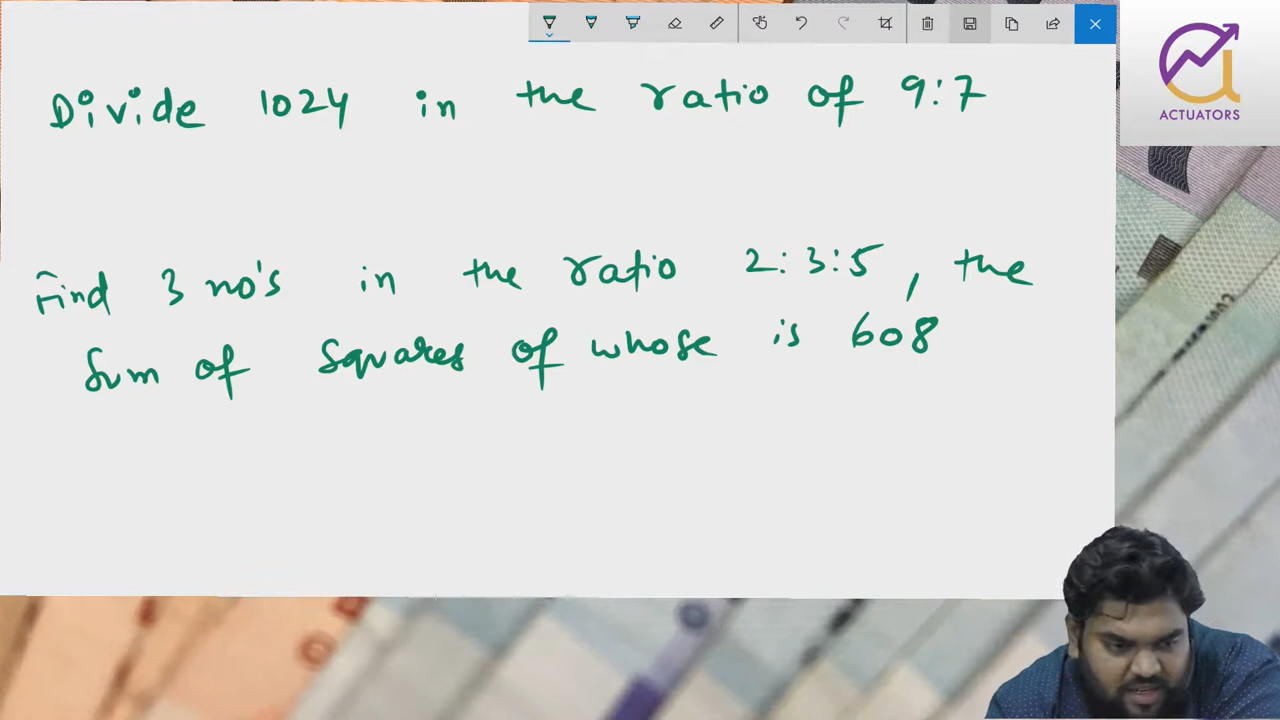 ACTUATORS
Divide 1024 in the ratio of 9:7
Find 3 no's in the ratio 2:3:5, the
Sum of Squares of whose is 608